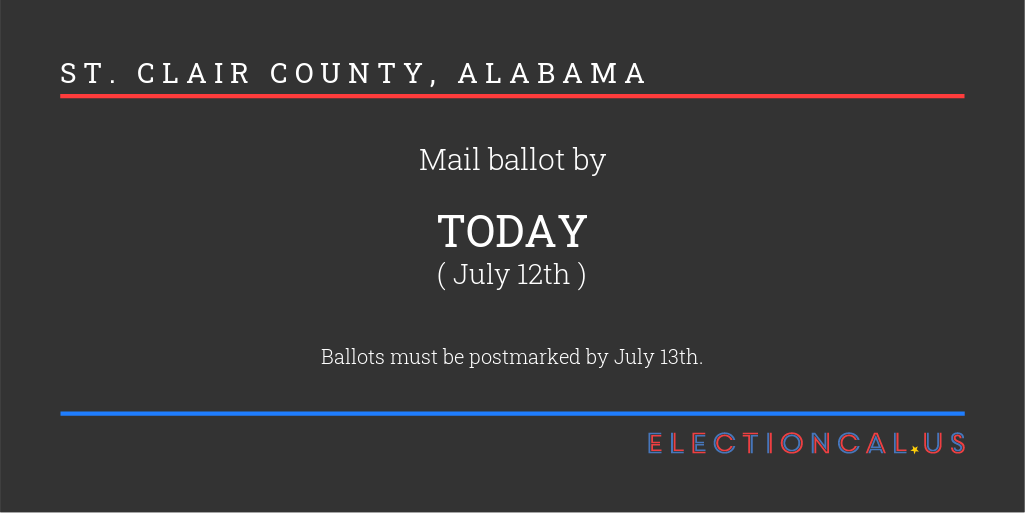 ST. CLAIR COUNTY, ALABAMA
Mail ballot by
TODAY
( July 12th )
Ballots must be postmarked by July 13th.
ELECTIONCAL.US